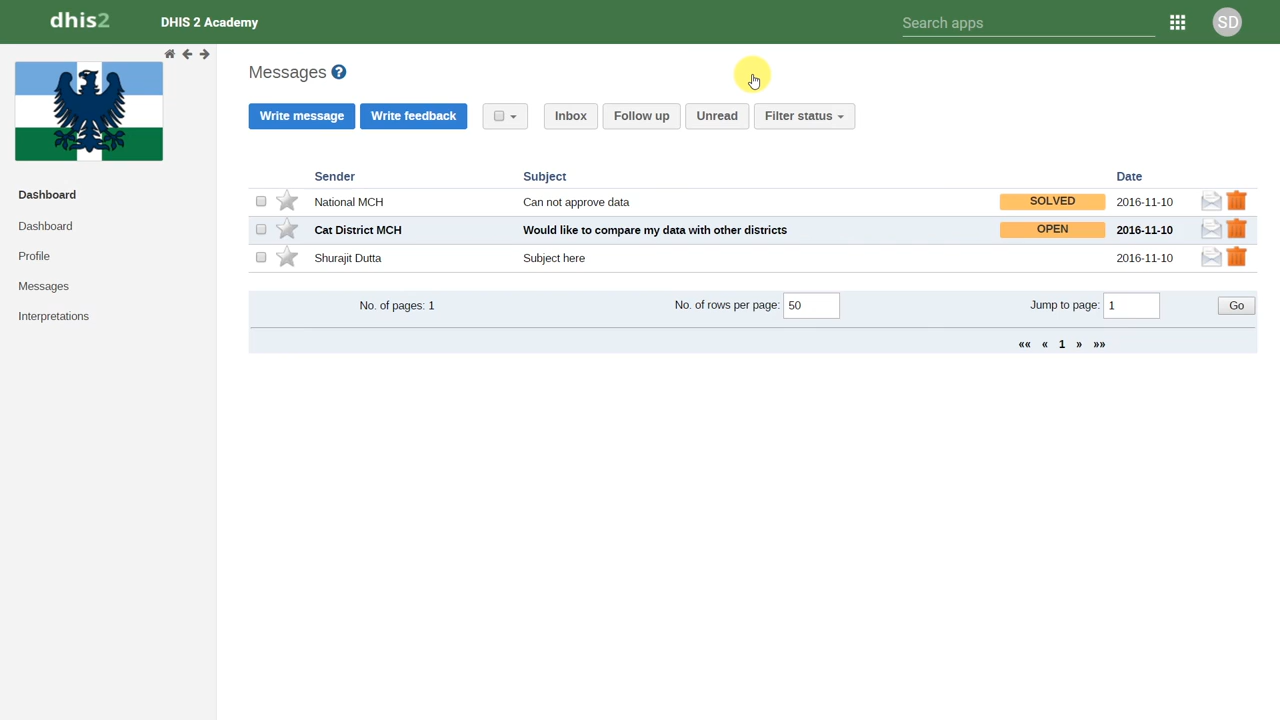 dhis2 DHIS 2 Academy Search apps SD
Messages ?
Write message Write feedback Inbox Follow up Unread Filter status
Dashboard
Dashboard
Profile
Messages
Interpretations
Sender Subject Date
National MCH Can not approve data SOLVED 2016-11-10
Cat District MCH Would like to compare my data with other districts OPEN 2016-11-10
Shurajit Dutta Subject here 2016-11-10
No. of pages: 1 No. of rows per page: 50 Jump to page: 1 Go
«« « 1 » »»